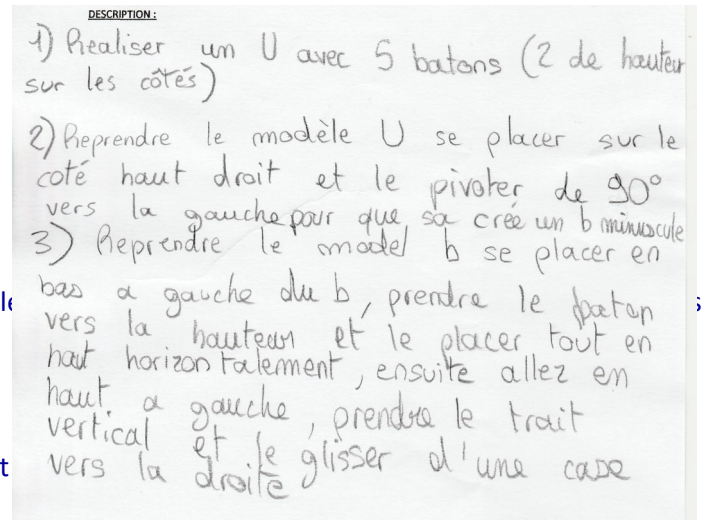 DESCRIPTION :
1) Realiser un U avec 5 batons (2 de hauteur
sur les côtés)
2) Reprendre le modèle U se placer sur le
coté haut droit et le pivoter de 90°
vers la gauche pour que sa crée un b minuscule
3) Reprendre le model b se placer en
bas a gauche du b, prendre le baton
vers la hauteur et le placer tout en
haut horizontalement, ensuite allez en
haut a gauche, prendre le trait
vertical et le glisser d'une case
vers la droite